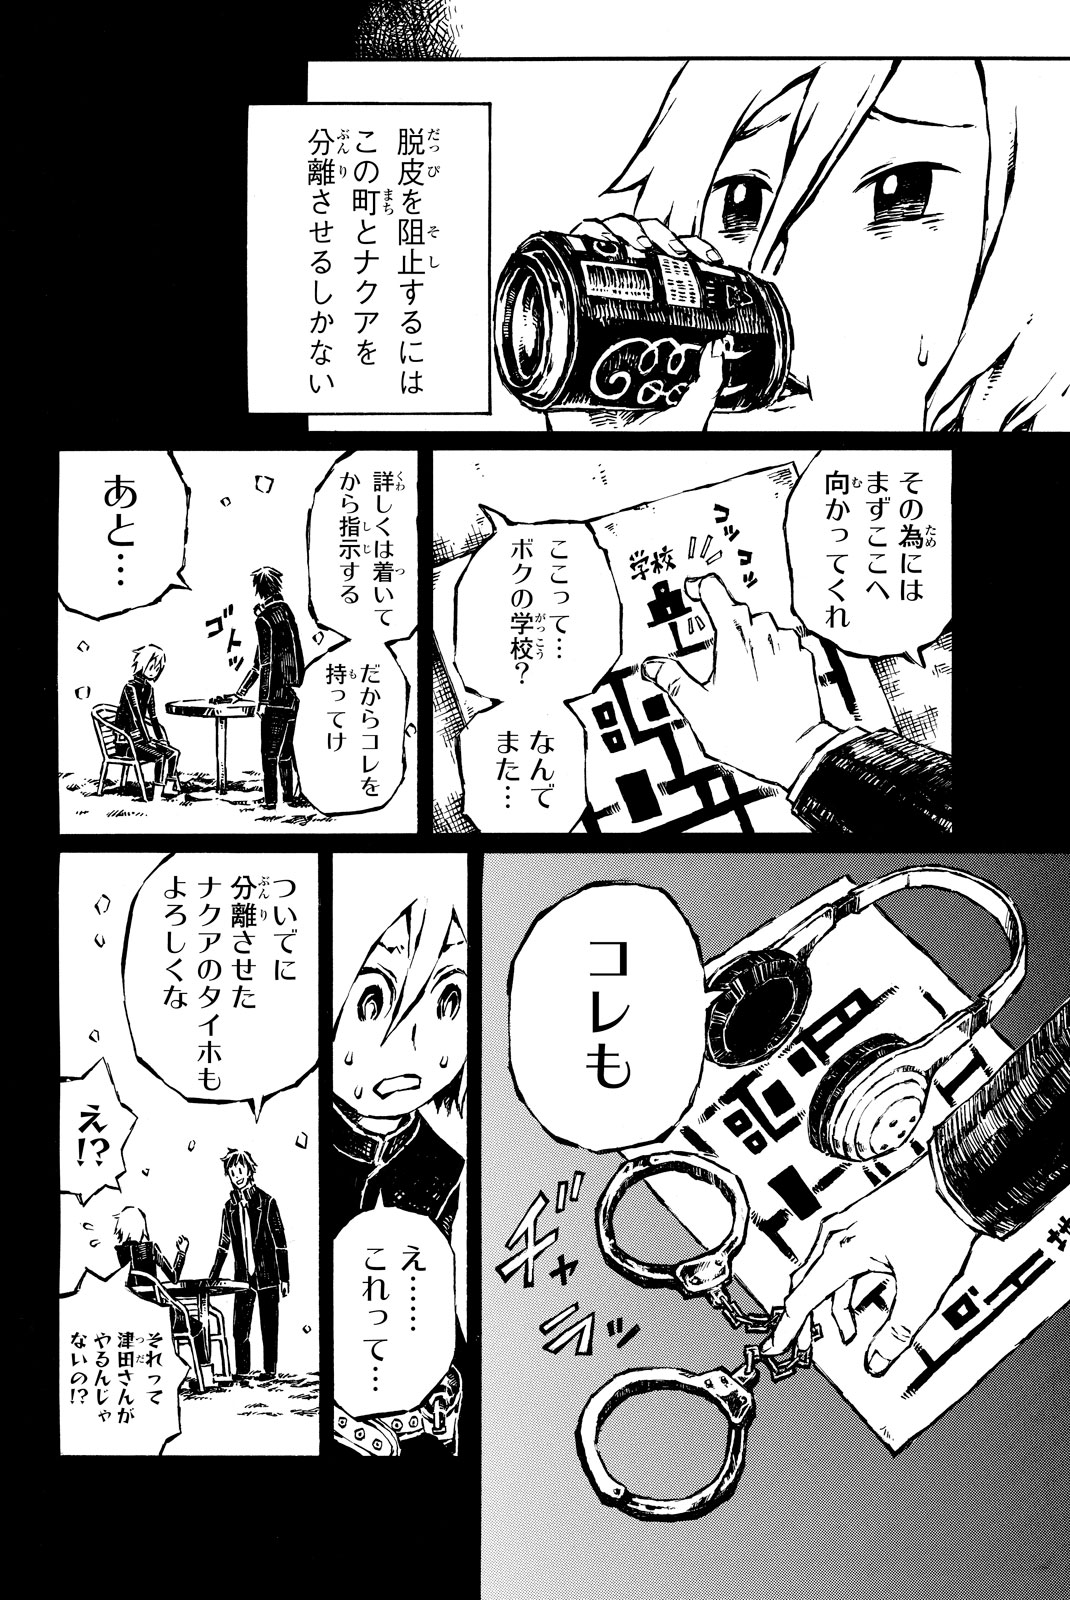 脱皮を阻止するには
この町とナクアを
分離させるしかない
その為には
まずここへ
向かってくれ
コツッコツッ
学校
ここって…
ボクの学校?
なんで
また…
詳しくは着いて
から指示する
だからコレを
持ってけ
ゴトッ
あと…
コレも
ヂャラッ
え……
これって…
ついでに
分離させた
ナクアのタイホも
よろしくな
え!?
それって
津田さんが
やるんじゃ
ないの!?